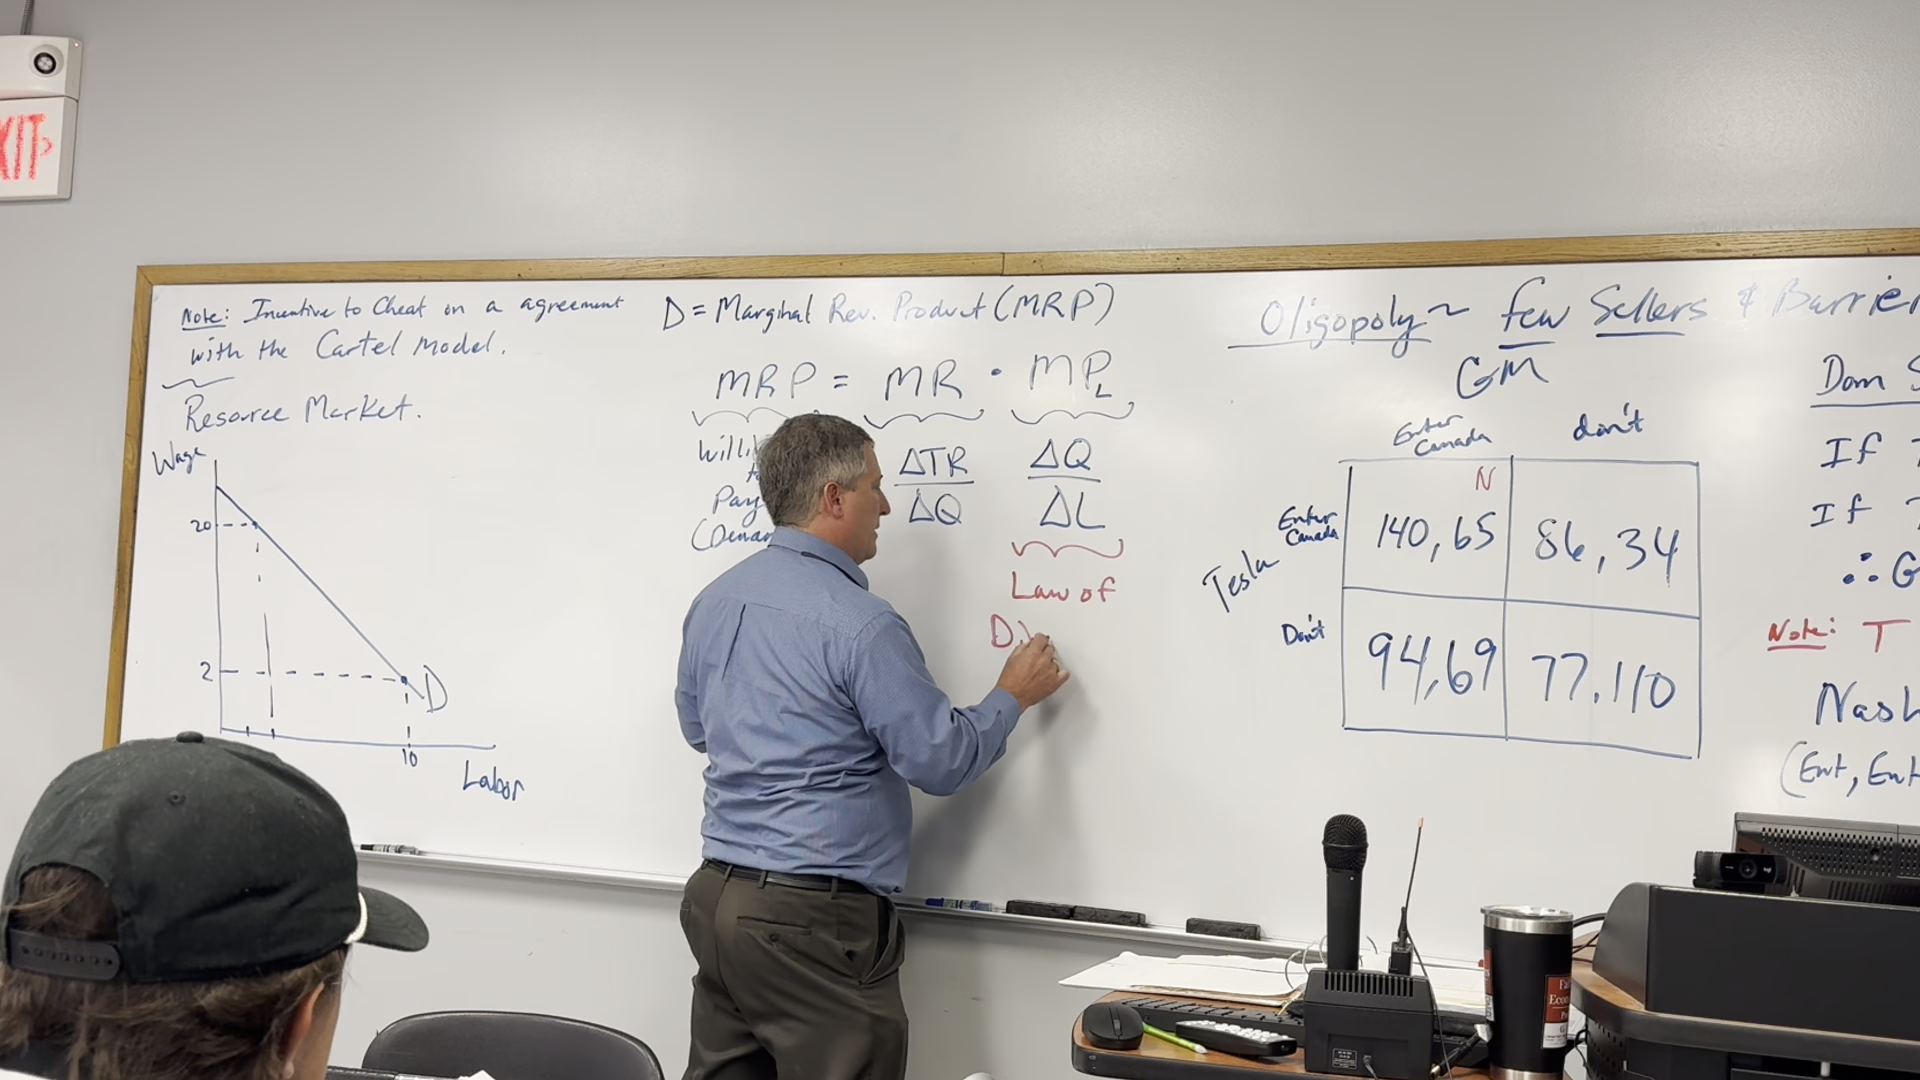 XIT
Note: Incentive to Cheat on a agreement
with the Cartel Model.
Resource Market.
Wage
20
2
D
10
Labor
D = Marginal Rev. Product (MRP)
MRP = MR · MPL
Pay
ΔTR
ΔQ
ΔQ
ΔL
Law of
Oligopoly ~ few Sellers & Barrier
GM
Enter
Canada
don't
Tesla
Enter
Canada
N
140, 65
86, 34
Don't
94, 69
77, 110
Dom S
If T
If
∴ G
Note: T
Nash
(Ent, Ent